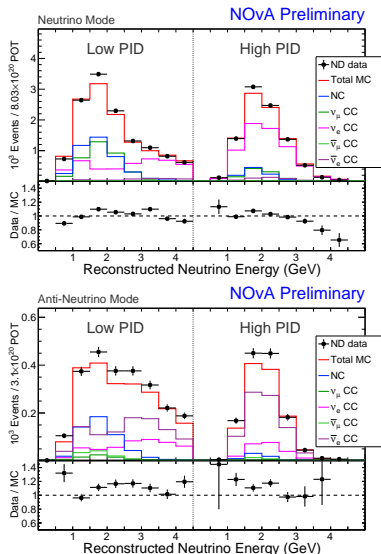 Neutrino Mode
NOvA Preliminary
Low PID
High PID
ND data
Total MC
NC
νμ CC
νe CC
ν̅μ CC
ν̅e CC
10³ Events / 8.03×10²⁰ POT
0
1
2
3
4
Data / MC
0.8
1.0
1.2
1.4
1 2 3 4 1 2 3 4
Reconstructed Neutrino Energy (GeV)
Anti-Neutrino Mode
NOvA Preliminary
Low PID
High PID
ND data
Total MC
NC
νμ CC
νe CC
ν̅μ CC
ν̅e CC
10³ Events / 3.1×10²⁰ POT
0.2
0.4
0.6
Data / MC
0.8
1
1.2
1.4
1 2 3 4 1 2 3 4
Reconstructed Neutrino Energy (GeV)